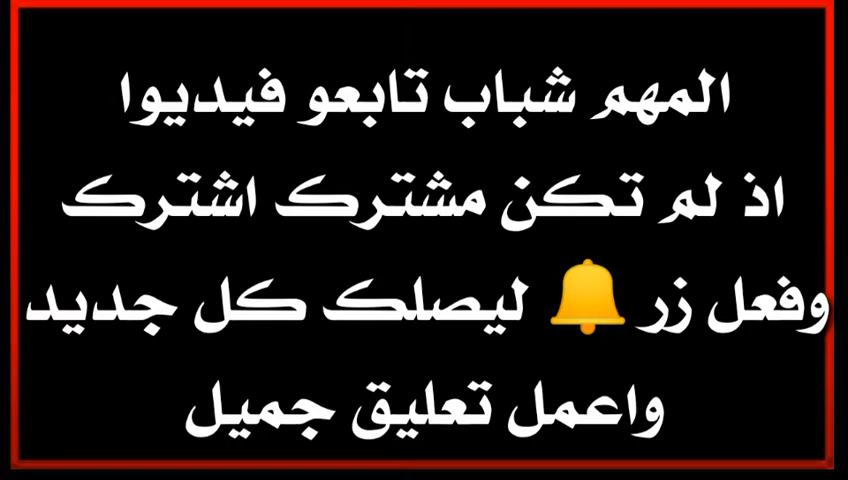 المهم شباب تابعو فيديوا
اذ لم تكن مشترك اشترك
وفعل زر🔔 ليصلك كل جديد
واعمل تعليق جميل